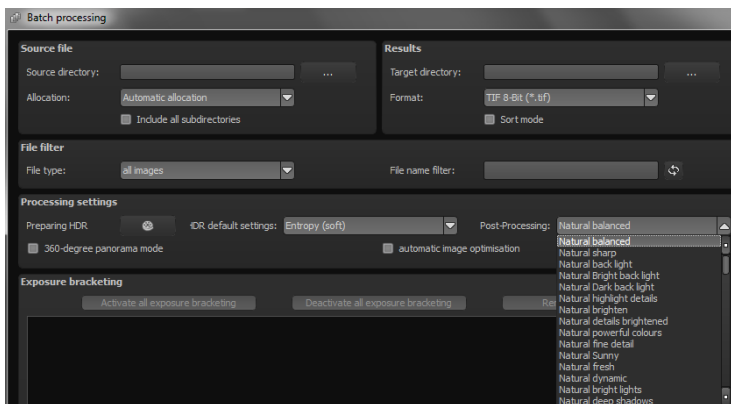 Batch processing
Source file
Results
Source directory:
...
Target directory:
...
Allocation:
Automatic allocation
Format:
TIF 8-Bit (*.tif)
Include all subdirectories
Sort mode
File filter
File type:
all images
File name filter:
Processing settings
Preparing HDR
HDR default settings:
Entropy (soft)
Post-Processing:
Natural balanced
360-degree panorama mode
automatic image optimisation
Natural balanced
Natural sharp
Natural back light
Natural Bright back light
Natural Dark back light
Natural highlight details
Natural brighten
Natural details brightened
Natural powerful colours
Natural fine detail
Natural Sunny
Natural fresh
Natural dynamic
Natural bright lights
Natural deep shadows
Exposure bracketing
Activate all exposure bracketing
Deactivate all exposure bracketing